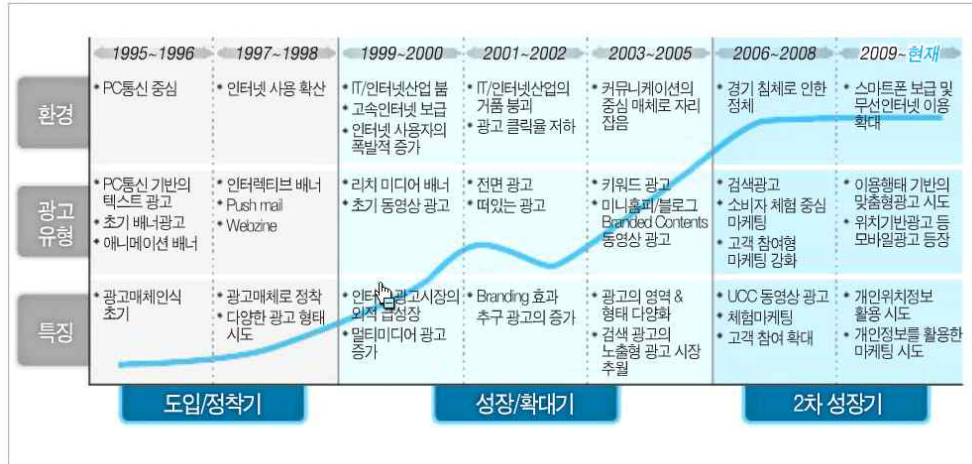 1995~1996
1997~1998
1999~2000
2001~2002
2003~2005
2006~2008
2009~현재
환경
• PC통신 중심
• 인터넷 사용 확산
• IT/인터넷산업 붐
• 고속인터넷 보급
• 인터넷 사용자의
폭발적 증가
• IT/인터넷산업의
거품 붕괴
• 광고 클릭율 저하
• 커뮤니케이션의
중심 매체로 자리
잡음
• 경기 침체로 인한
정체
• 스마트폰 보급 및
무선인터넷 이용
확대
광고
유형
• PC통신 기반의
텍스트 광고
• 초기 배너광고
• 애니메이션 배너
• 인터렉티브 배너
• Push mail
• Webzine
• 리치 미디어 배너
• 초기 동영상 광고
• 전면 광고
• 떠있는 광고
• 키워드 광고
• 미니홈피/블로그
Branded Contents
동영상 광고
• 검색광고
• 소비자 체험 중심
마케팅
• 고객 참여형
마케팅 강화
• 이용행태 기반의
맞춤형광고 시도
• 위치기반광고 등
모바일광고 등장
특징
• 광고매체인식
초기
• 광고매체로 정착
• 다양한 광고 형태
시도
광고시장의
외적 급성장
• 멀티미디어 광고
증가
• Branding 효과
추구 광고의 증가
• 광고의 영역 &
형태 다양화
• 검색 광고의
노출형 광고 시장
추월
• UCC 동영상 광고
• 체험마케팅
• 고객 참여 확대
• 개인위치정보
활용 시도
• 개인정보를 활용한
마케팅 시도
도입/정착기
성장/확대기
2차 성장기